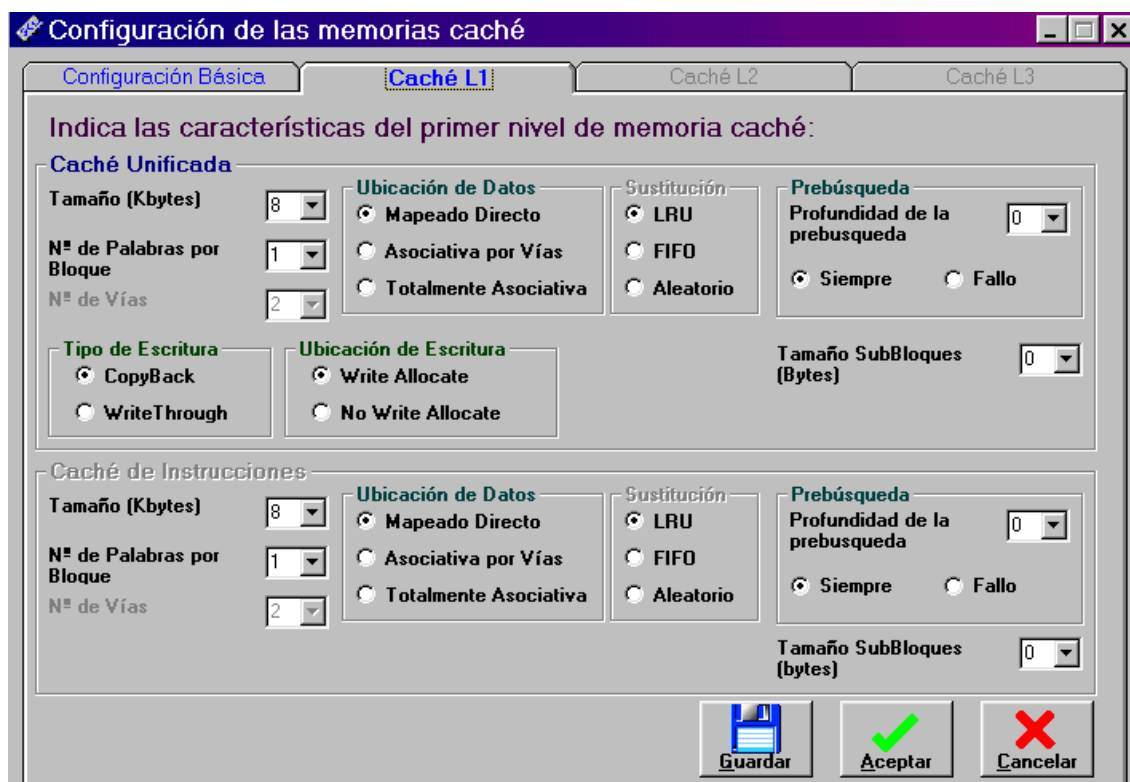 Configuración de las memorias caché
Configuración Básica
Caché L1
Caché L2
Caché L3
Indica las características del primer nivel de memoria caché:
Caché Unificada
Tamaño (Kbytes)
8
Nº de Palabras por
Bloque
1
Nº de Vías
2
Ubicación de Datos
Mapeado Directo
Asociativa por Vías
Totalmente Asociativa
Sustitución
LRU
FIFO
Aleatorio
Prebúsqueda
Profundidad de la
prebusqueda
0
Siempre
Fallo
Tipo de Escritura
CopyBack
WriteThrough
Ubicación de Escritura
Write Allocate
No Write Allocate
Tamaño SubBloques
(Bytes)
0
Caché de Instrucciones
Tamaño (Kbytes)
8
Nº de Palabras por
Bloque
1
Nº de Vías
2
Ubicación de Datos
Mapeado Directo
Asociativa por Vías
Totalmente Asociativa
Sustitución
LRU
FIFO
Aleatorio
Prebúsqueda
Profundidad de la
prebusqueda
0
Siempre
Fallo
Tamaño SubBloques
(bytes)
0
Guardar
Aceptar
Cancelar